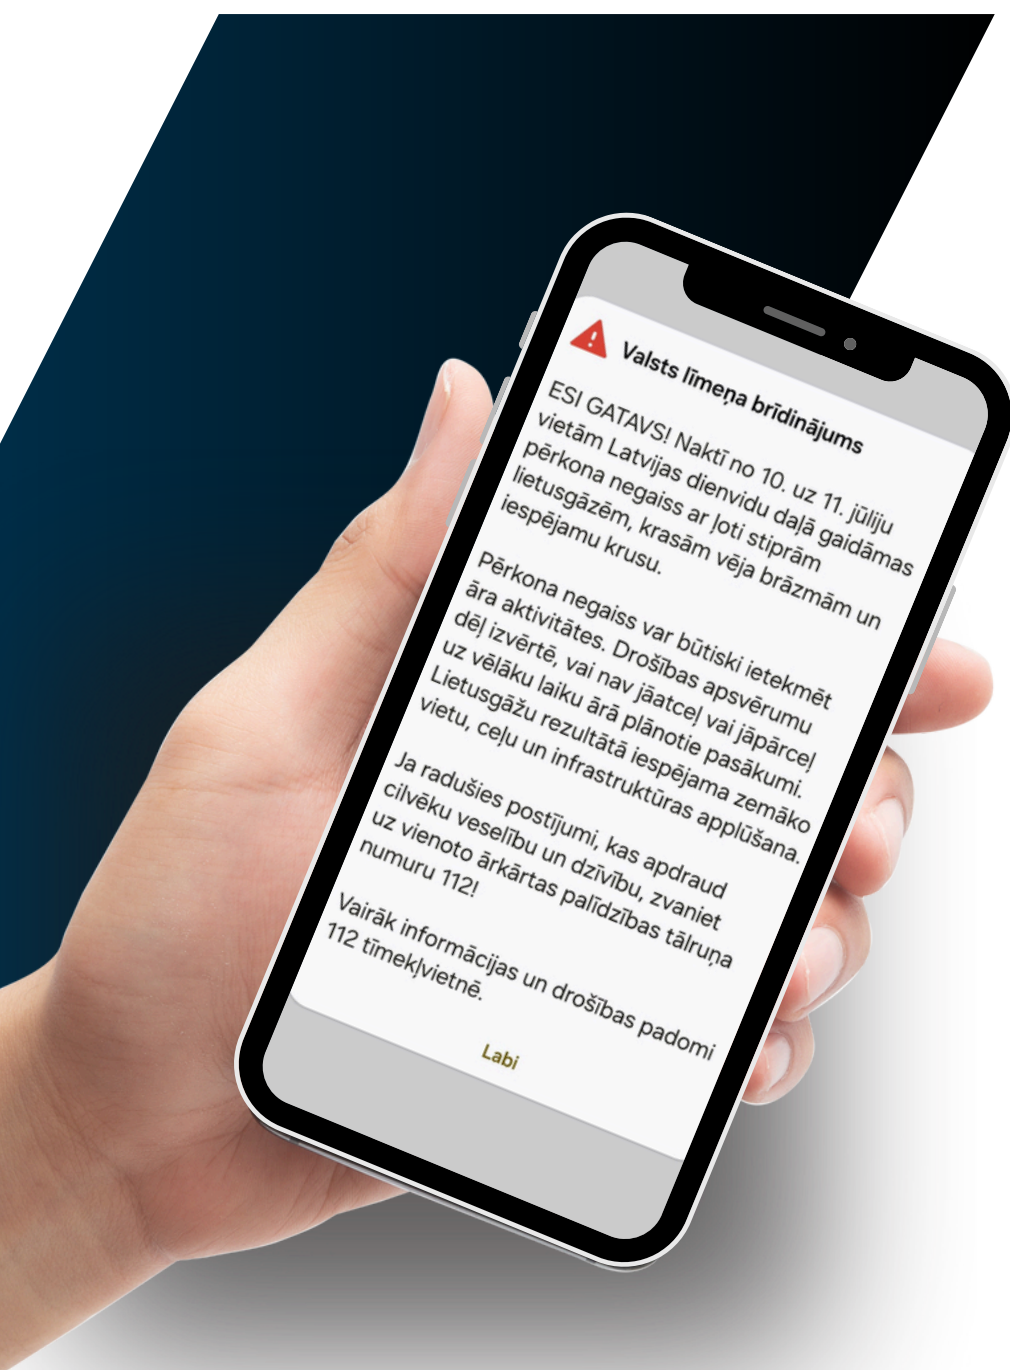 Valsts līmeņa brīdinājums
ESI GATAVS! Naktī no 10. uz 11. jūliju
vietām Latvijas dienvidu daļā gaidāmas
pērkona negaiss ar ļoti stiprām
lietusgāzēm, krasām vēja brāzmām un
iespējamu krusu.
Pērkona negaiss var būtiski ietekmēt
āra aktivitātes. Drošības apsvērumu
dēļ izvērtē, vai nav jāatceļ vai jāpārceļ
uz vēlāku laiku ārā plānotie pasākumi.
Lietusgāžu rezultātā iespējama zemāko
vietu, ceļu un infrastruktūras applūšana.
Ja radušies postījumi, kas apdraud
cilvēku veselību un dzīvību, zvaniet
uz vienoto ārkārtas palīdzības tālruņa
numuru 112!
Vairāk informācijas un drošības padomi
112 tīmekļvietnē.
Labi